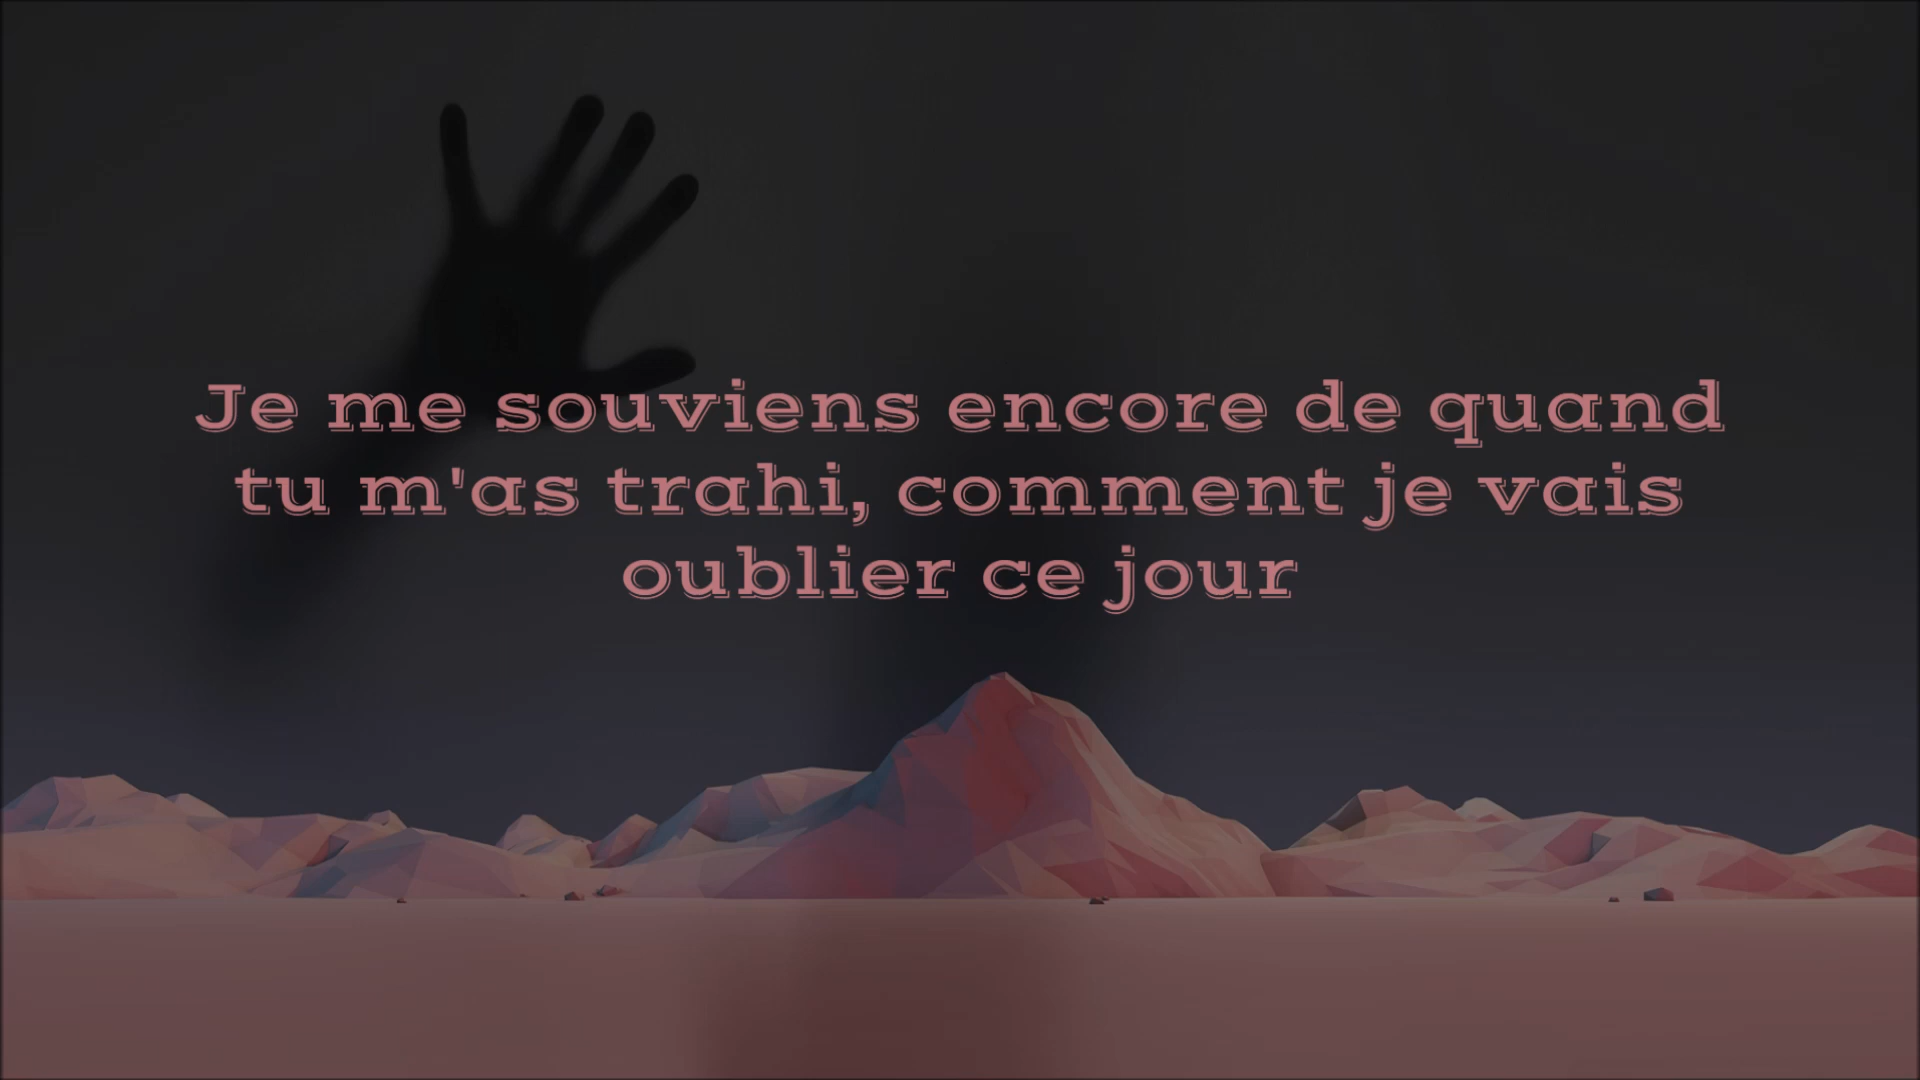 Je me souviens encore de quand
tu m'as trahi, comment je vais
oublier ce jour